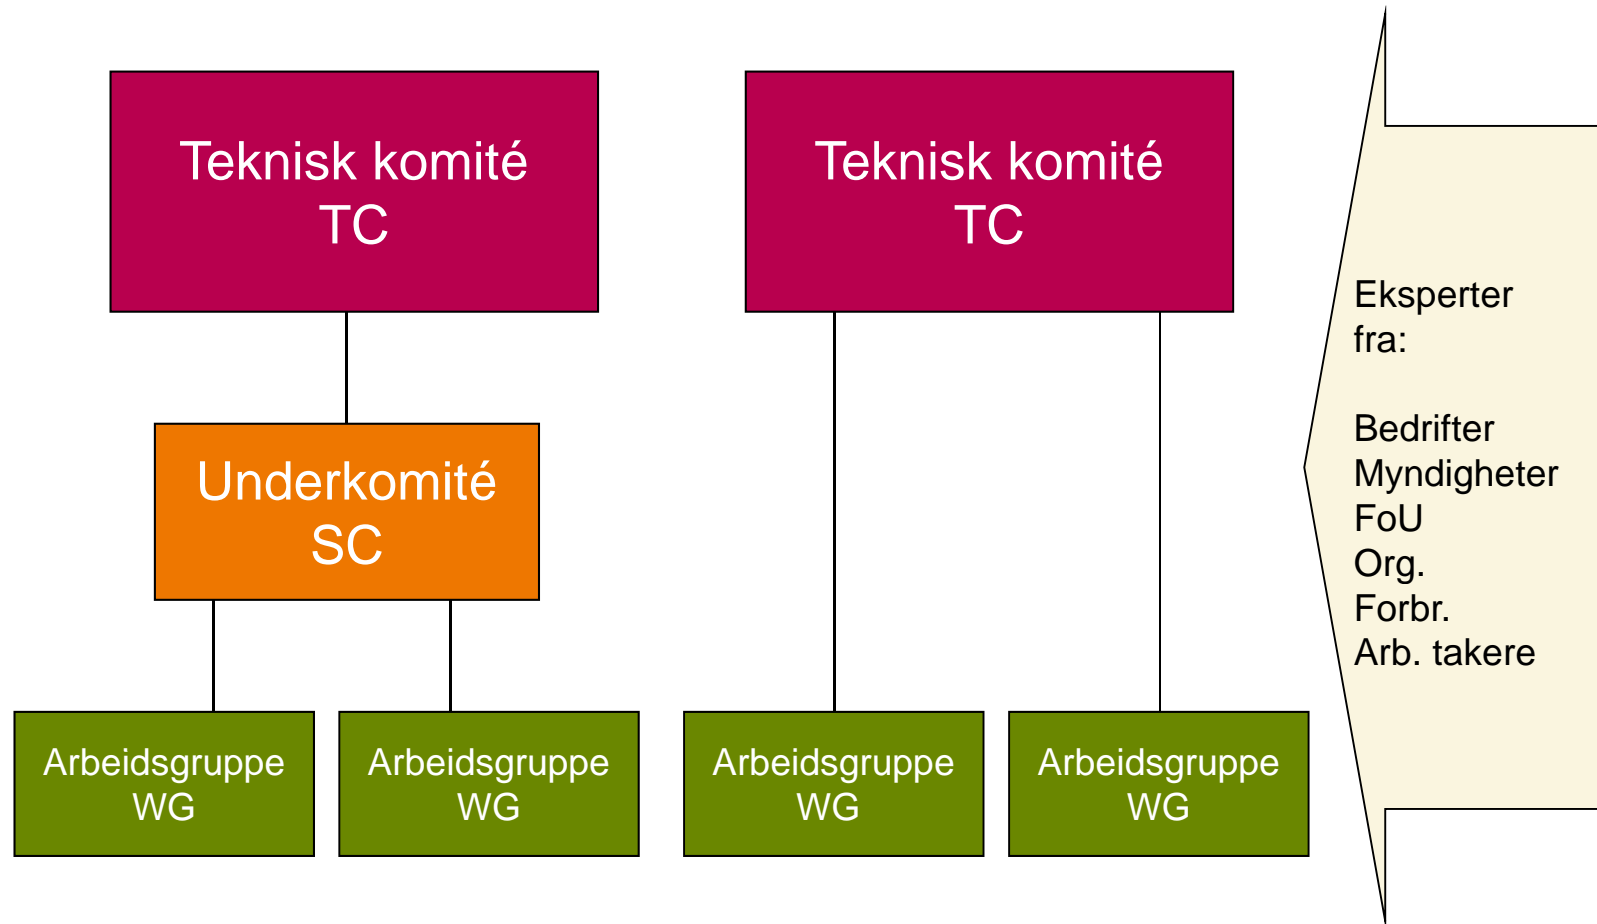 Teknisk komité
TC
Teknisk komité
TC
Underkomité
SC
Arbeidsgruppe
WG
Arbeidsgruppe
WG
Arbeidsgruppe
WG
Arbeidsgruppe
WG
Eksperter
fra:
Bedrifter
Myndigheter
FoU
Org.
Forbr.
Arb. takere